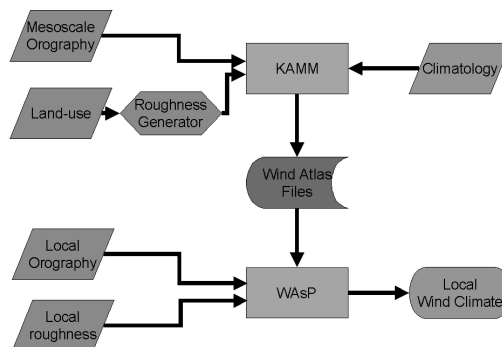 Mesoscale
Orography
KAMM
Climatology
Land-use
Roughness
Generator
Wind Atlas
Files
Local
Orography
WAsP
Local
Wind Climate
Local
roughness